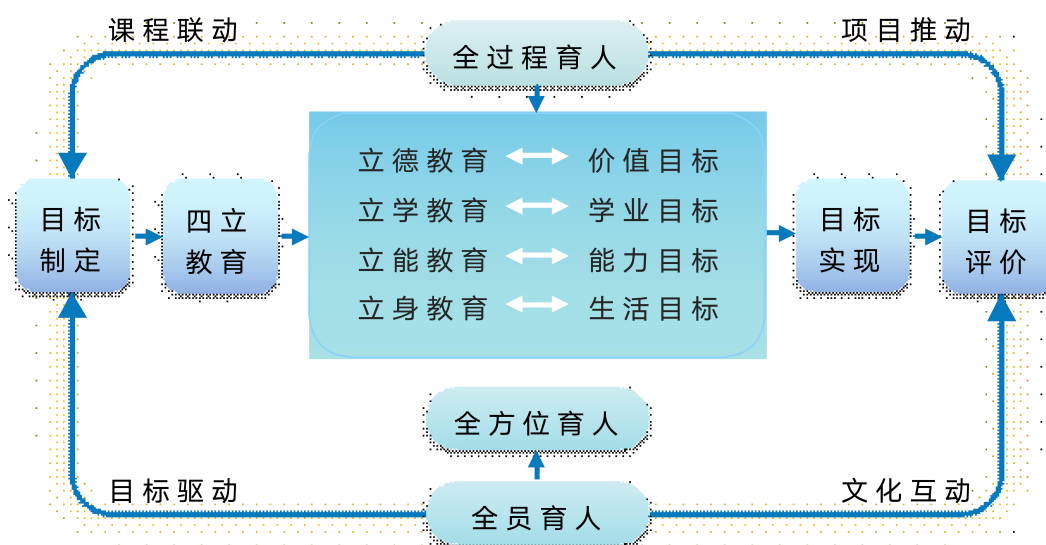 课程联动
全过程育人
项目推动
立德教育 价值目标
立学教育 学业目标
立能教育 能力目标
立身教育 生活目标
目标
制定
四立
教育
目标
实现
目标
评价
全方位育人
目标驱动
全员育人
文化互动